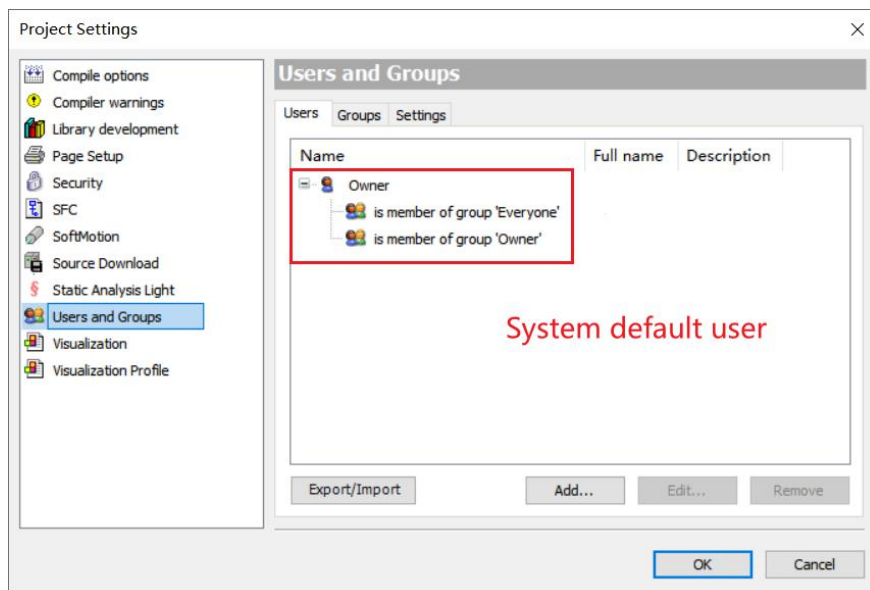 Project Settings
Compile options
Compiler warnings
Library development
Page Setup
Security
SFC
SoftMotion
Source Download
Static Analysis Light
Users and Groups
Visualization
Visualization Profile
Users and Groups
Users Groups Settings
Name Full name Description
Owner
is member of group 'Everyone'
is member of group 'Owner'
System default user
Export/Import Add... Edit... Remove
OK Cancel